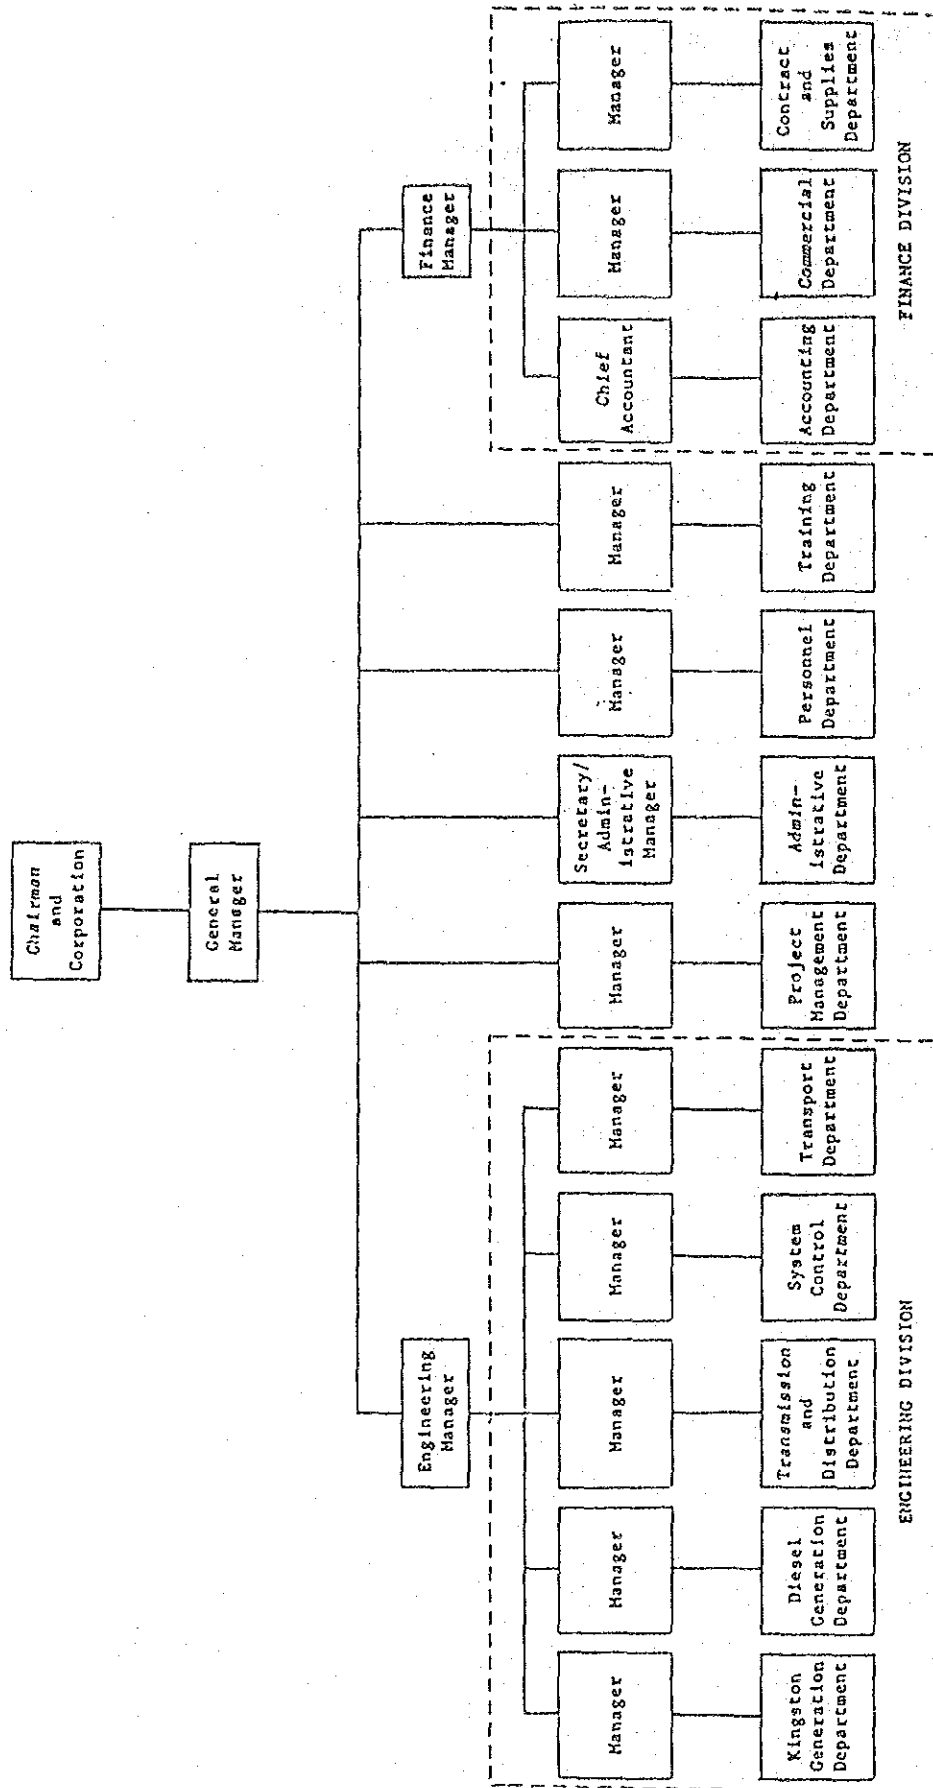 Chairman
and
Corporation
General
Manager
Engineering
Manager
Finance
Manager
Manager
Manager
Manager
Manager
Manager
Manager
Secretary/
Admin-
istrative
Manager
Manager
Manager
Chief
Accountant
Manager
Manager
Kingston
Generation
Department
Diesel
Generation
Department
Transmission
and
Distribution
Department
System
Control
Department
Transport
Department
Project
Management
Department
Admin-
istrative
Department
Personnel
Department
Training
Department
Accounting
Department
Commercial
Department
Contract
and
Supplies
Department
ENGINEERING DIVISION
FINANCE DIVISION